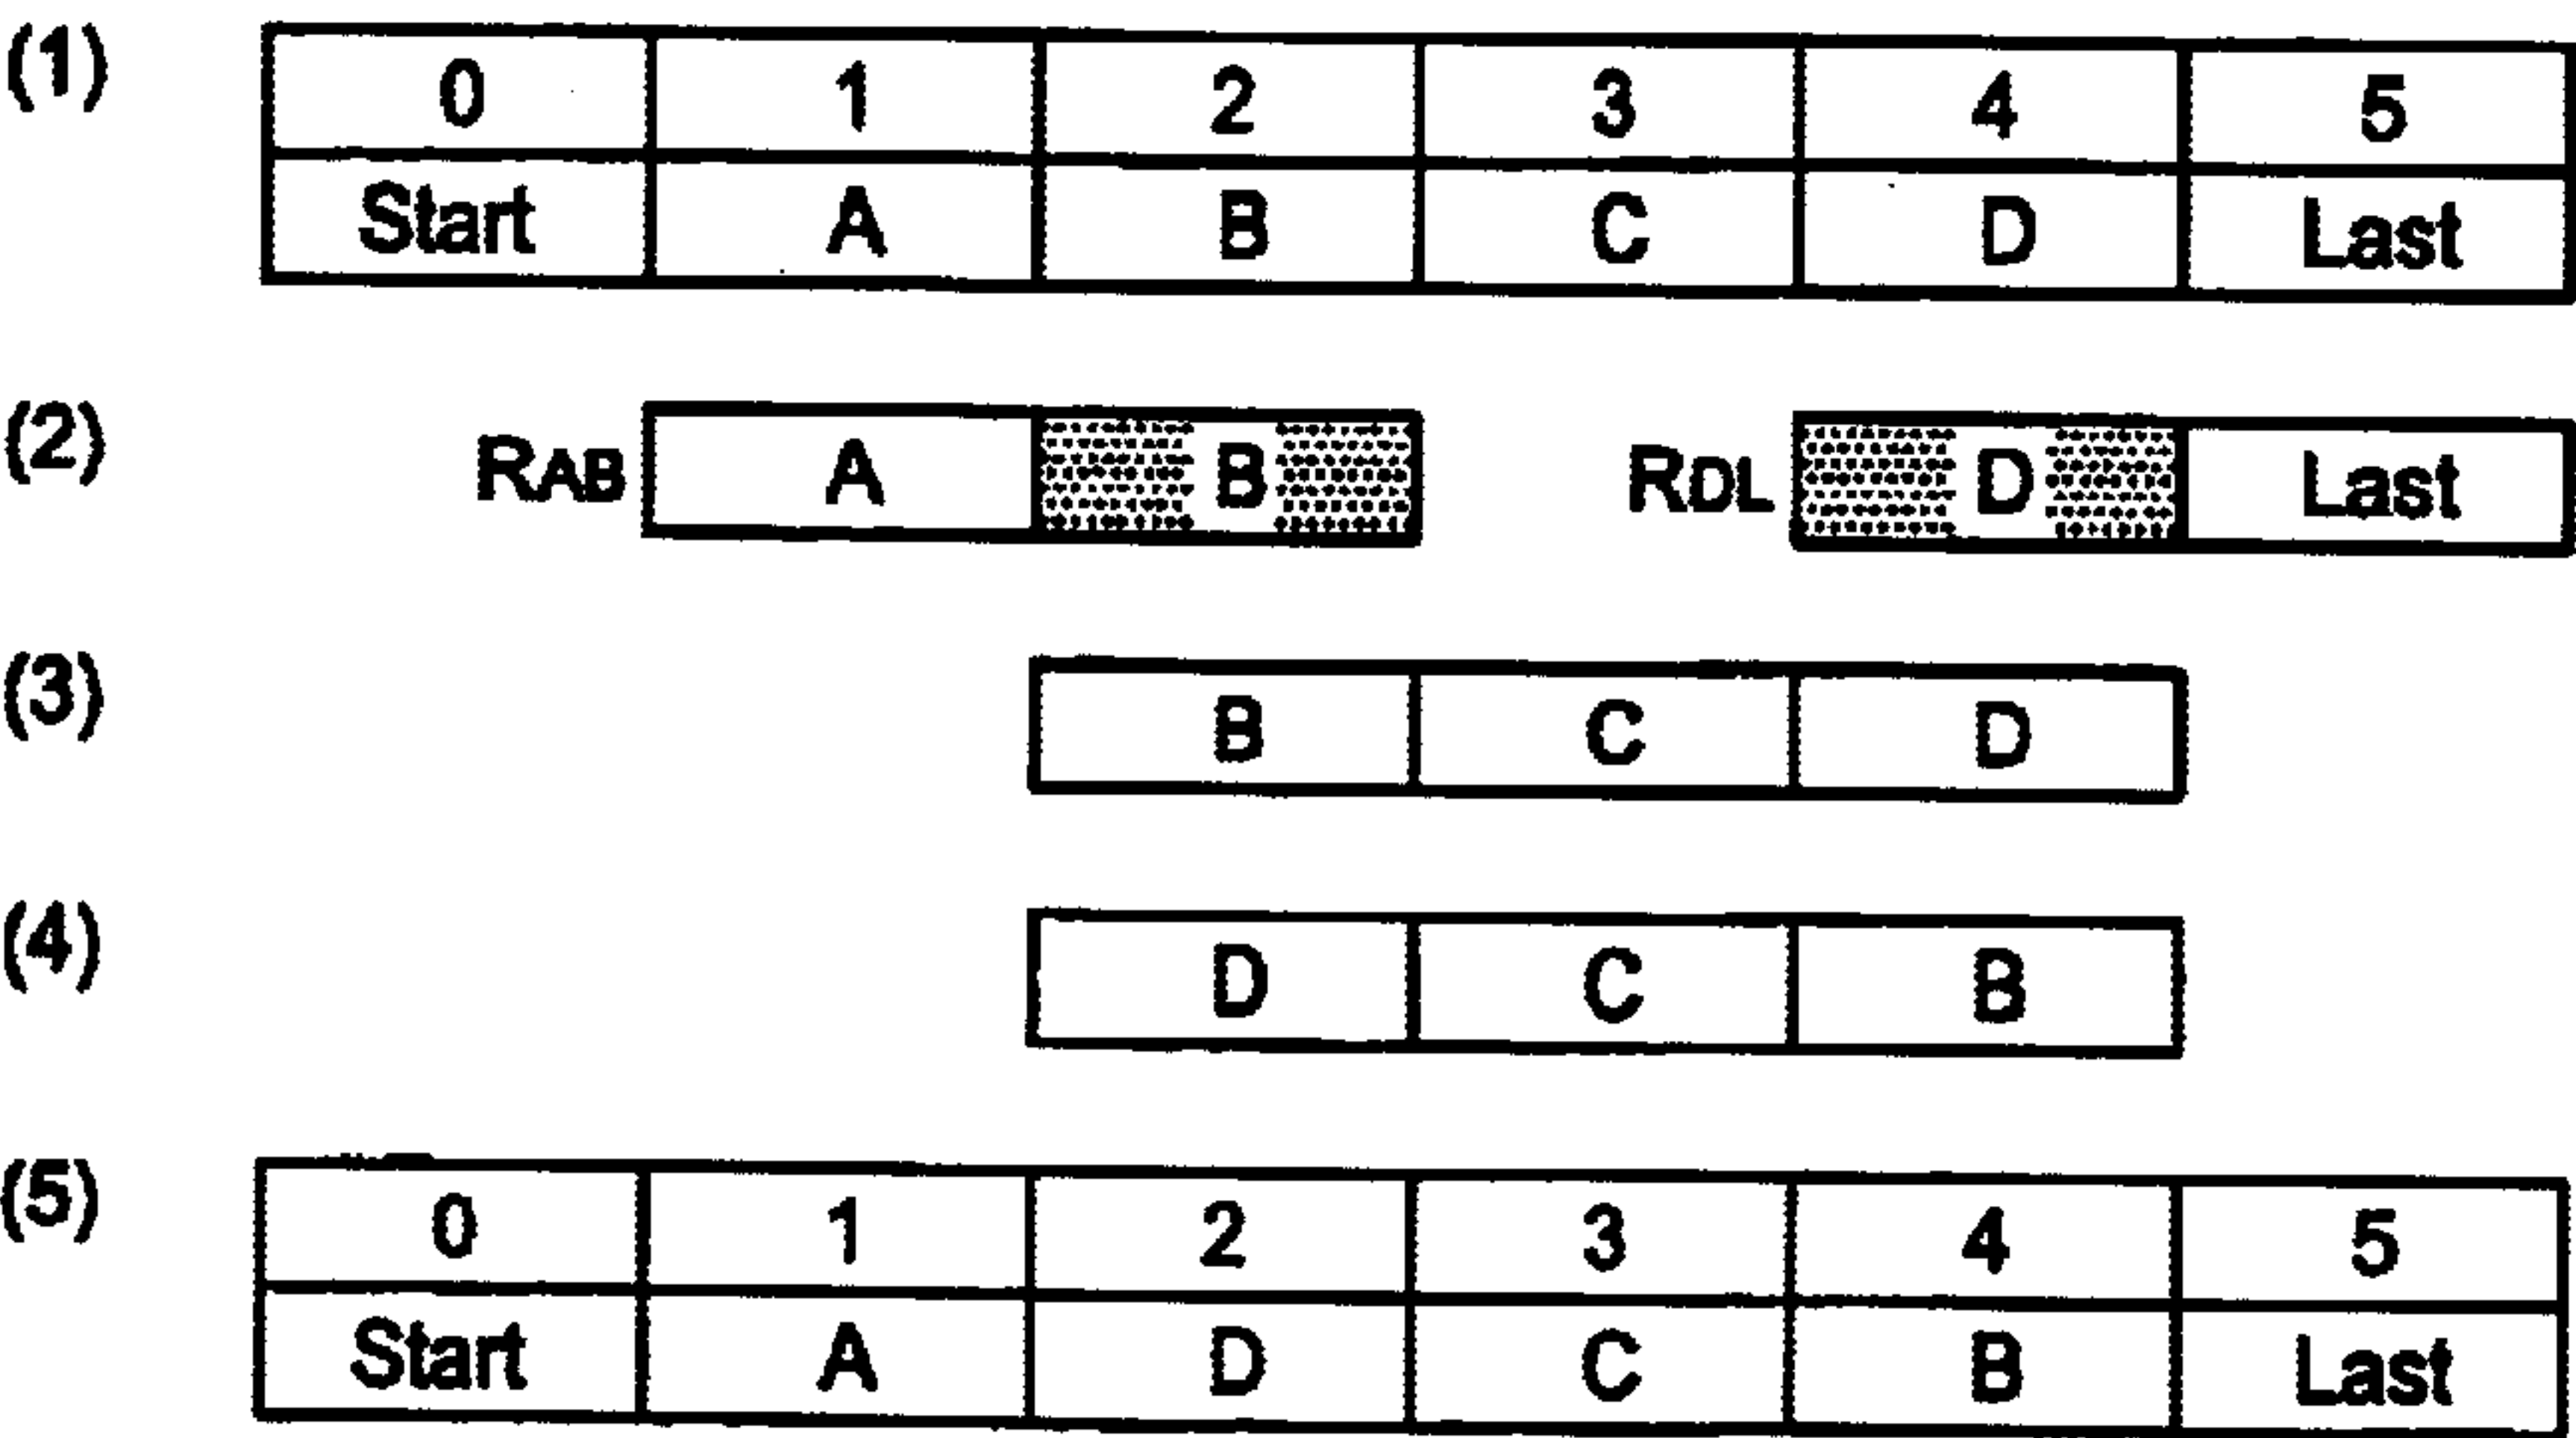 (1) 0 1 2 3 4 5
Start A B C D Last
(2) RAB A B RDL D Last
(3) B C D
(4) D C B
(5) 0 1 2 3 4 5
Start A D C B Last